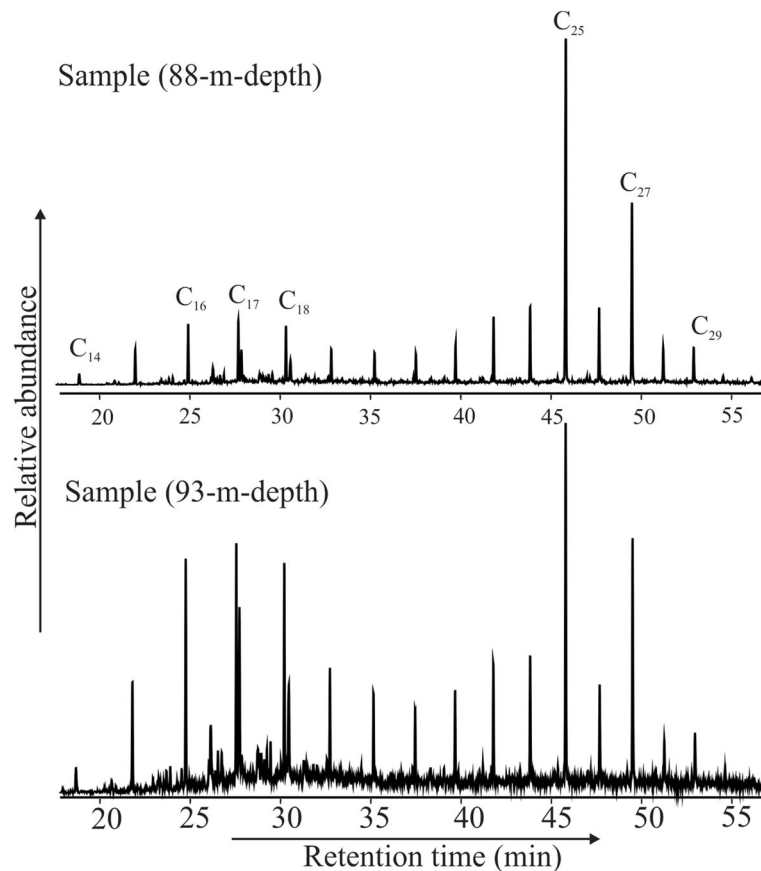 C₂₅
Sample (88-m-depth)
C₂₇
C₁₆
C₁₇
C₁₈
C₁₄
C₂₉
20 25 30 35 40 45 50 55
Relative abundance
Sample (93-m-depth)
20 25 30 35 40 45 50 55
Retention time (min)